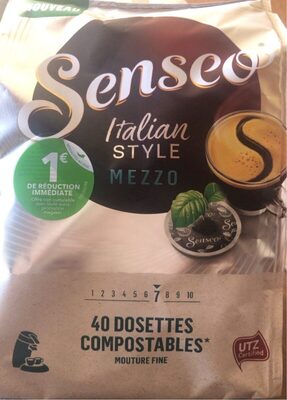 NOUVEAU
Senseo
Italian
STYLE
MEZZO
1€
DE RÉDUCTION
IMMÉDIATE
Senseo
1 2 3 4 5 6 7 8 9 10
40 DOSETTES
COMPOSTABLES*
MOUTURE FINE
UTZ
Certified